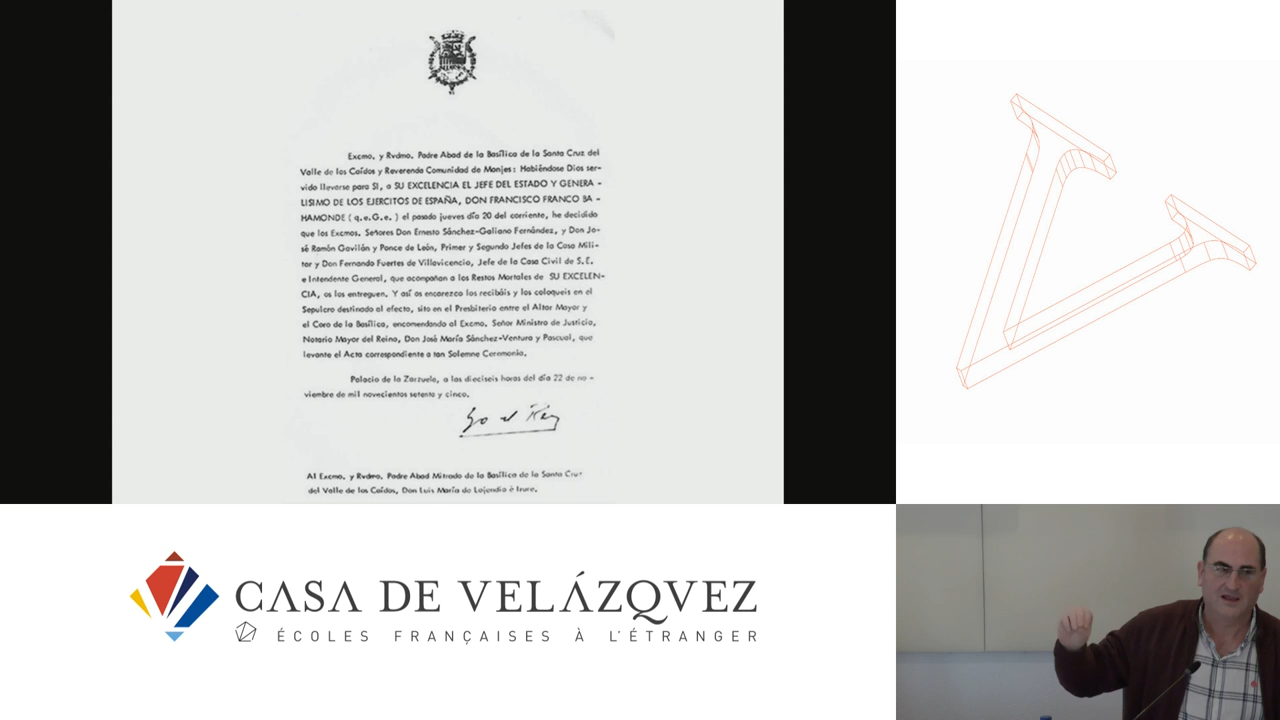 Excmo. y Rvdmo. Padre Abad de la Basílica de la Santa Cruz del
Valle de los Caídos y Reverenda Comunidad de Monjes: Habiéndose Dios ser-
vido llevarse para Sí, a SU EXCELENCIA EL JEFE DEL ESTADO Y GENERA -
LISIMO DE LOS EJERCITOS DE ESPAÑA, DON FRANCISCO FRANCO BA -
HAMONDE ( q.e.G.e. ) el pasado jueves día 20 del corriente, he decidido
que los Excmos. Señores Don Ernesto Sánchez-Galiano Fernández, y Don Jo-
sé Ramón Gavilán y Ponce de León, Primer y Segundo Jefes de la Casa Mili-
tar y Don Fernando Fuertes de Villavicencio, Jefe de la Casa Civil de S.E.
e Intendente General, que acompañan a los Restos Mortales de SU EXCELEN-
CIA, os los entreguen. Y así os encarezco los recibáis y los coloquéis en el
Sepulcro destinado al efecto, sito en el Presbiterio entre el Altar Mayor y
el Coro de la Basílica, encomendando al Excmo. Señor Ministro de Justicia,
Notario Mayor del Reino, Don José María Sánchez-Ventura y Pascual, que
levante el Acta correspondiente a tan Solemne Ceremonia.
Palacio de la Zarzuela, a las dieciseis horas del día 22 de no -
viembre de mil novecientos setenta y cinco.
Yo el Rey
Al Excmo. y Rvdmo. Padre Abad Mitrado de la Basílica de la Santa Cruz
del Valle de los Caídos, Don Luis María de Lojendio é Irure.
CASA DE VELÁZQVEZ
ÉCOLES FRANÇAISES À L'ÉTRANGER